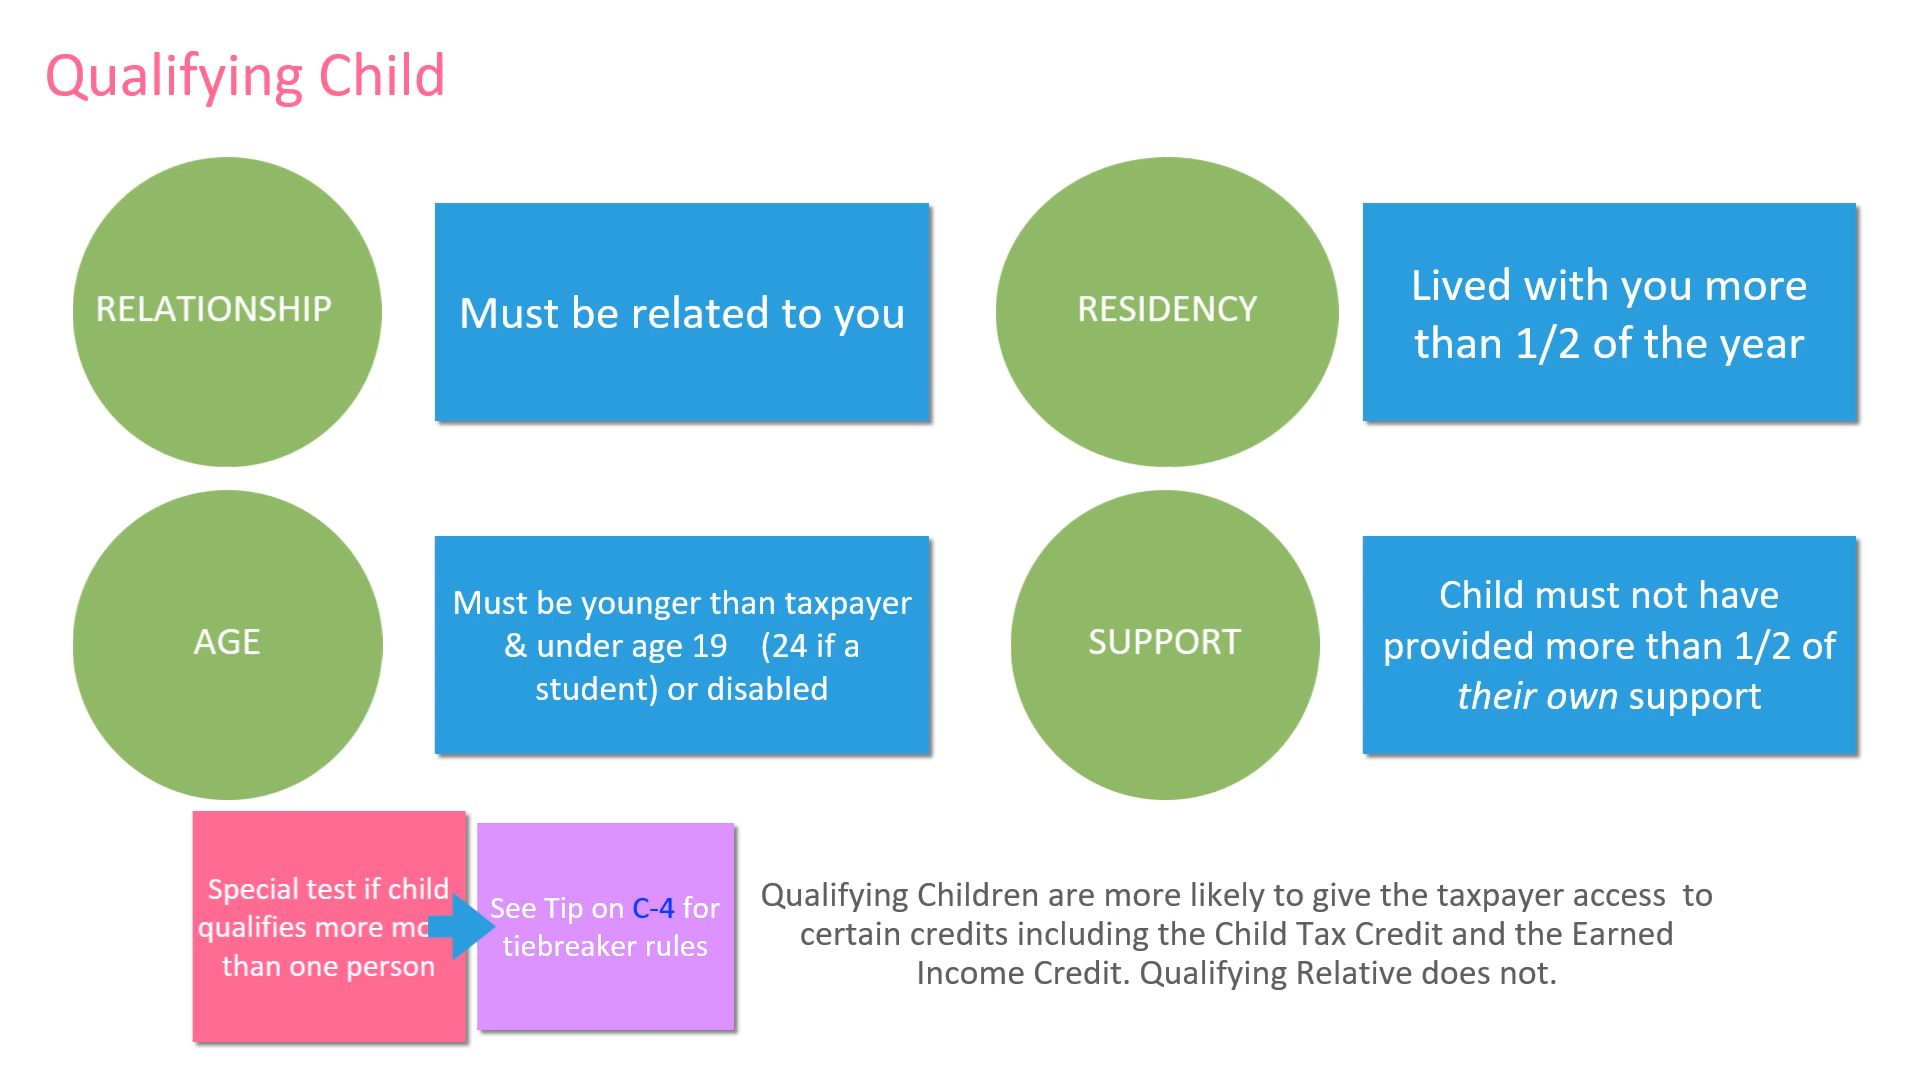 Qualifying Child
RELATIONSHIP
Must be related to you
RESIDENCY
Lived with you more
than 1/2 of the year
AGE
Must be younger than taxpayer
& under age 19 (24 if a
student) or disabled
SUPPORT
Child must not have
provided more than 1/2 of
their own support
Special test if child
qualifies more
than one person
See Tip on C-4 for
tiebreaker rules
Qualifying Children are more likely to give the taxpayer access to
certain credits including the Child Tax Credit and the Earned
Income Credit. Qualifying Relative does not.